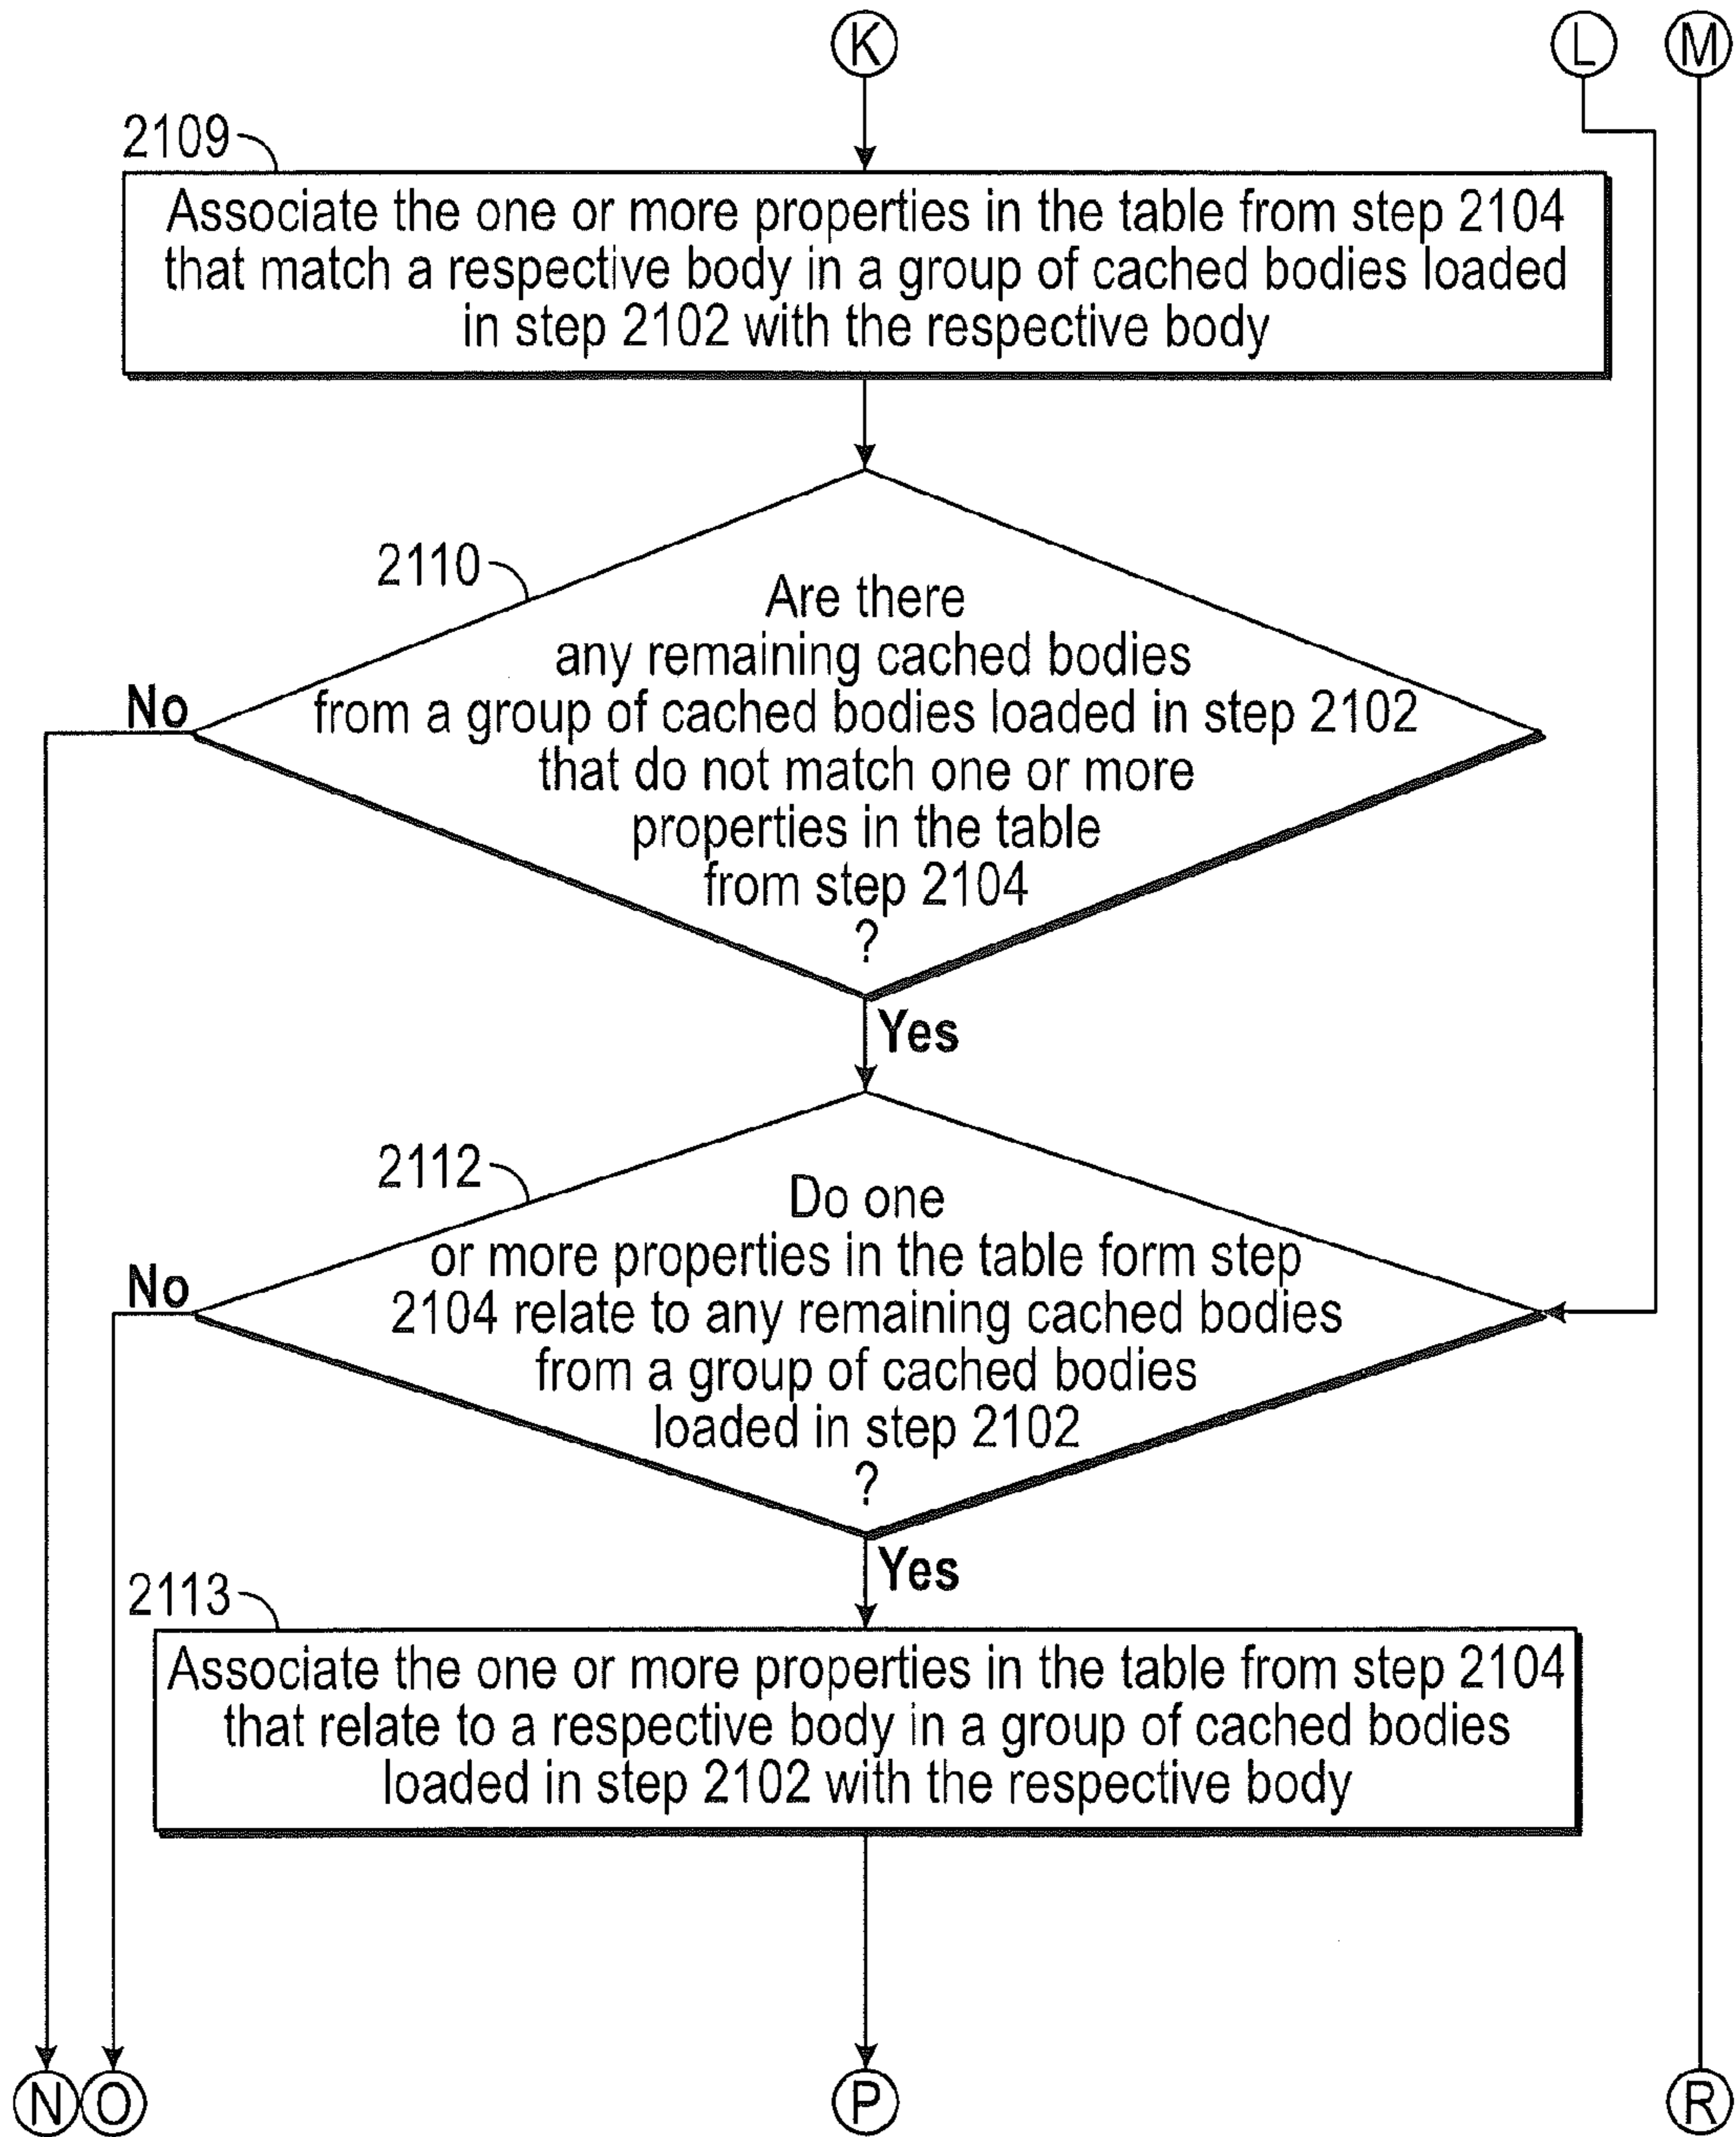 K
L
M
2109
Associate the one or more properties in the table from step 2104
that match a respective body in a group of cached bodies loaded
in step 2102 with the respective body
2110
Are there
any remaining cached bodies
from a group of cached bodies loaded in step 2102
that do not match one or more
properties in the table
from step 2104
?
No
Yes
2112
Do one
or more properties in the table form step
2104 relate to any remaining cached bodies
from a group of cached bodies
loaded in step 2102
?
No
Yes
2113
Associate the one or more properties in the table from step 2104
that relate to a respective body in a group of cached bodies
loaded in step 2102 with the respective body
N
O
P
R